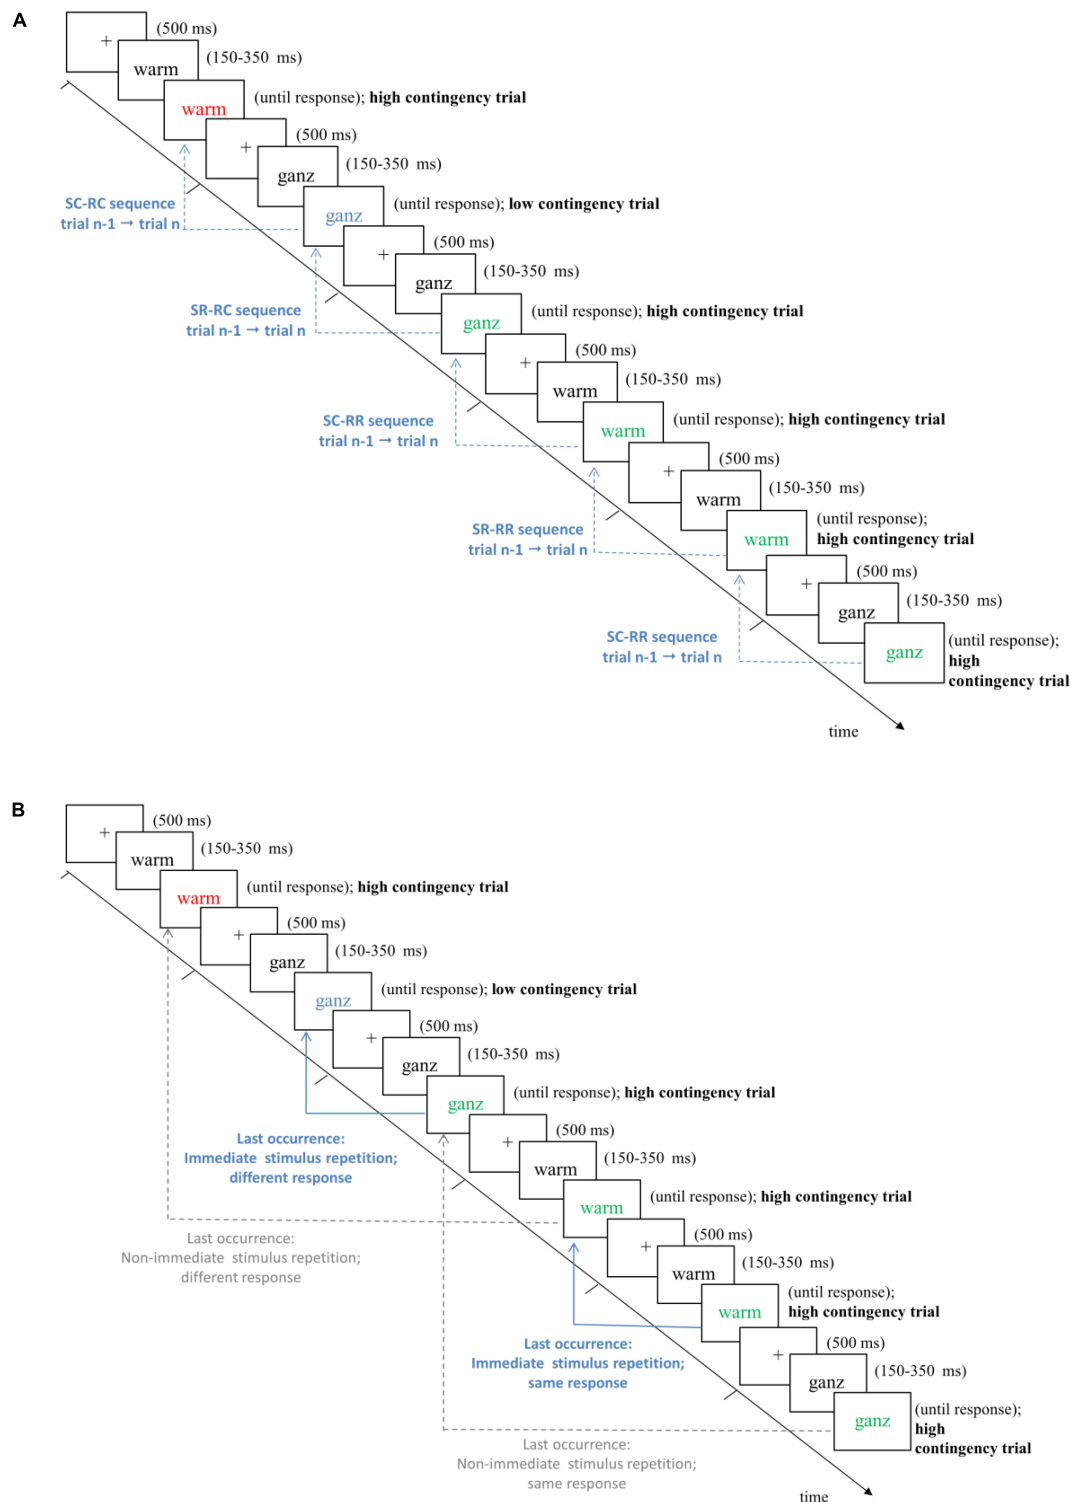 A
+
(500 ms)
warm
(150-350 ms)
warm
(until response); high contingency trial
+
(500 ms)
ganz
(150-350 ms)
SC-RC sequence
trial n-1 → trial n
ganz
(until response); low contingency trial
+
(500 ms)
ganz
(150-350 ms)
SR-RC sequence
trial n-1 → trial n
ganz
(until response); high contingency trial
+
(500 ms)
warm
(150-350 ms)
SC-RR sequence
trial n-1 → trial n
warm
(until response); high contingency trial
+
(500 ms)
warm
(150-350 ms)
SR-RR sequence
trial n-1 → trial n
warm
(until response);
high contingency trial
+
(500 ms)
ganz
(150-350 ms)
SC-RR sequence
trial n-1 → trial n
ganz
(until response);
high
contingency trial
time
B
+
(500 ms)
warm
(150-350 ms)
warm
(until response); high contingency trial
+
(500 ms)
ganz
(150-350 ms)
ganz
(until response); low contingency trial
+
(500 ms)
ganz
(150-350 ms)
ganz
(until response); high contingency trial
Last occurrence:
Immediate stimulus repetition;
different response
+
(500 ms)
warm
(150-350 ms)
warm
(until response); high contingency trial
Last occurrence:
Non-immediate stimulus repetition;
different response
+
(500 ms)
warm
(150-350 ms)
warm
(until response);
high contingency trial
Last occurrence:
Immediate stimulus repetition;
same response
+
(500 ms)
ganz
(150-350 ms)
ganz
(until response);
high
contingency trial
Last occurrence:
Non-immediate stimulus repetition;
same response
time